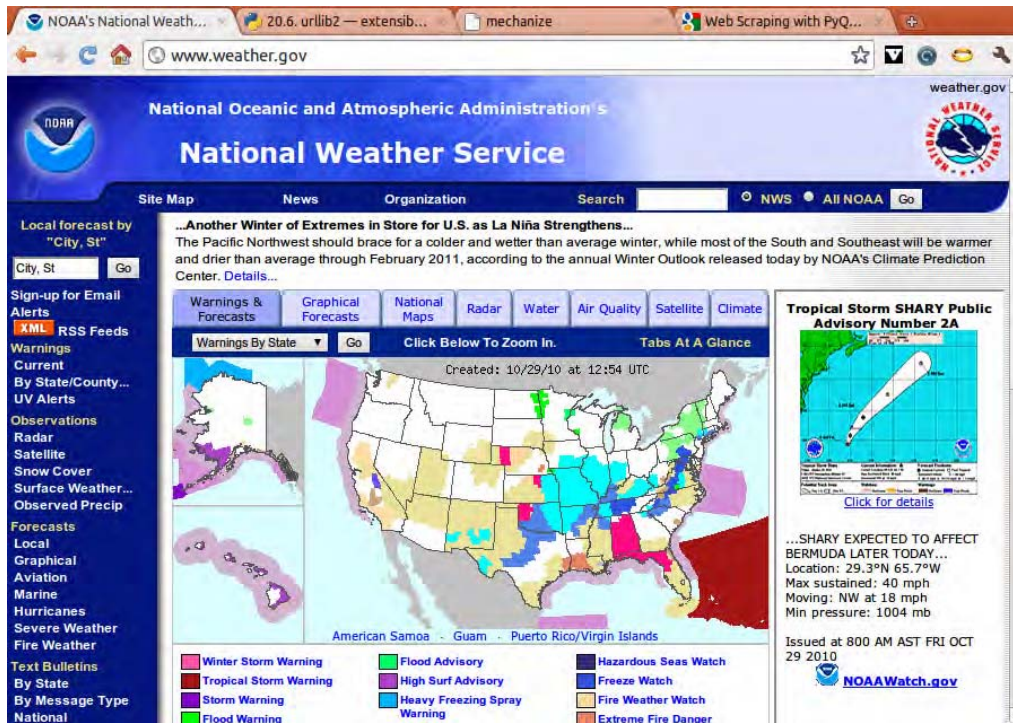 NOAA's National Weath...
20.6. urllib2 — extensib...
mechanize
Web Scraping with PyQ...
www.weather.gov
weather.gov
NOAA
National Oceanic and Atmospheric Administration's
National Weather Service
NATIONAL WEATHER SERVICE
Site Map News Organization Search NWS All NOAA Go
Local forecast by
"City, St"
City, St Go
Sign-up for Email
Alerts
XML RSS Feeds
Warnings
Current
By State/County...
UV Alerts
Observations
Radar
Satellite
Snow Cover
Surface Weather...
Observed Precip
Forecasts
Local
Graphical
Aviation
Marine
Hurricanes
Severe Weather
Fire Weather
Text Bulletins
By State
By Message Type
National
...Another Winter of Extremes in Store for U.S. as La Niña Strengthens...
The Pacific Northwest should brace for a colder and wetter than average winter, while most of the South and Southeast will be warmer
and drier than average through February 2011, according to the annual Winter Outlook released today by NOAA's Climate Prediction
Center. Details...
Warnings & Forecasts
Graphical Forecasts
National Maps
Radar
Water
Air Quality
Satellite
Climate
Warnings By State Go Click Below To Zoom In. Tabs At A Glance
Created: 10/29/10 at 12:54 UTC
American Samoa - Guam - Puerto Rico/Virgin Islands
Winter Storm Warning
Tropical Storm Warning
Storm Warning
Flood Warning
Flood Advisory
High Surf Advisory
Heavy Freezing Spray
Warning
Hazardous Seas Watch
Freeze Watch
Fire Weather Watch
Extreme Fire Danger
Tropical Storm SHARY Public
Advisory Number 2A
Click for details
...SHARY EXPECTED TO AFFECT
BERMUDA LATER TODAY...
Location: 29.3°N 65.7°W
Max sustained: 40 mph
Moving: NW at 18 mph
Min pressure: 1004 mb
Issued at 800 AM AST FRI OCT
29 2010
NOAAWatch.gov